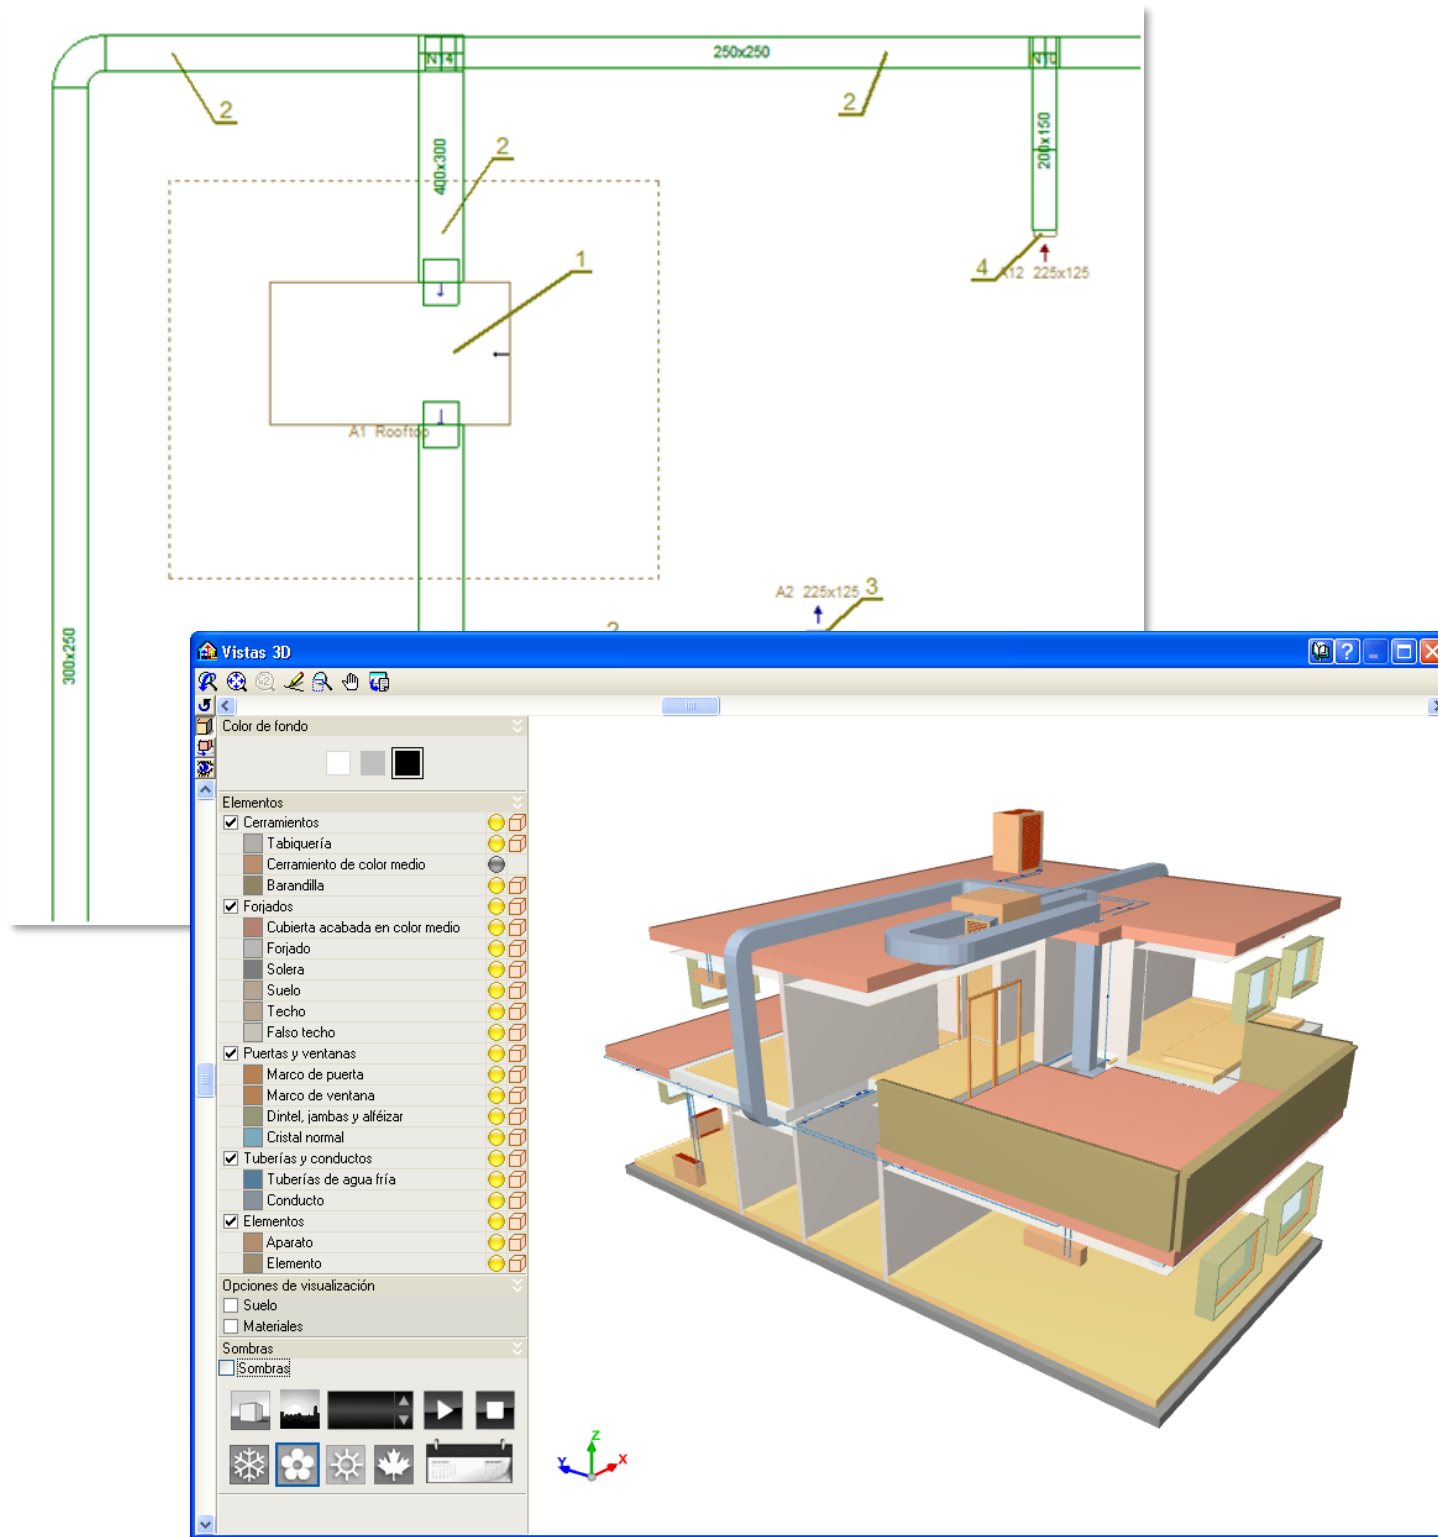 250x250
2
2
2
400x300
200x150
1
4
A12 225x125
A1 Rooftop
A2 225x125
3
2
300x250
Vistas 3D
Color de fondo
Elementos
Cerramientos
Tabiquería
Cerramiento de color medio
Barandilla
Forjados
Cubierta acabada en color medio
Forjado
Solera
Suelo
Techo
Falso techo
Puertas y ventanas
Marco de puerta
Marco de ventana
Dintel, jambas y alféizar
Cristal normal
Tuberías y conductos
Tuberías de agua fría
Conducto
Elementos
Aparato
Elemento
Opciones de visualización
Suelo
Materiales
Sombras
Sombras
Z
Y
X